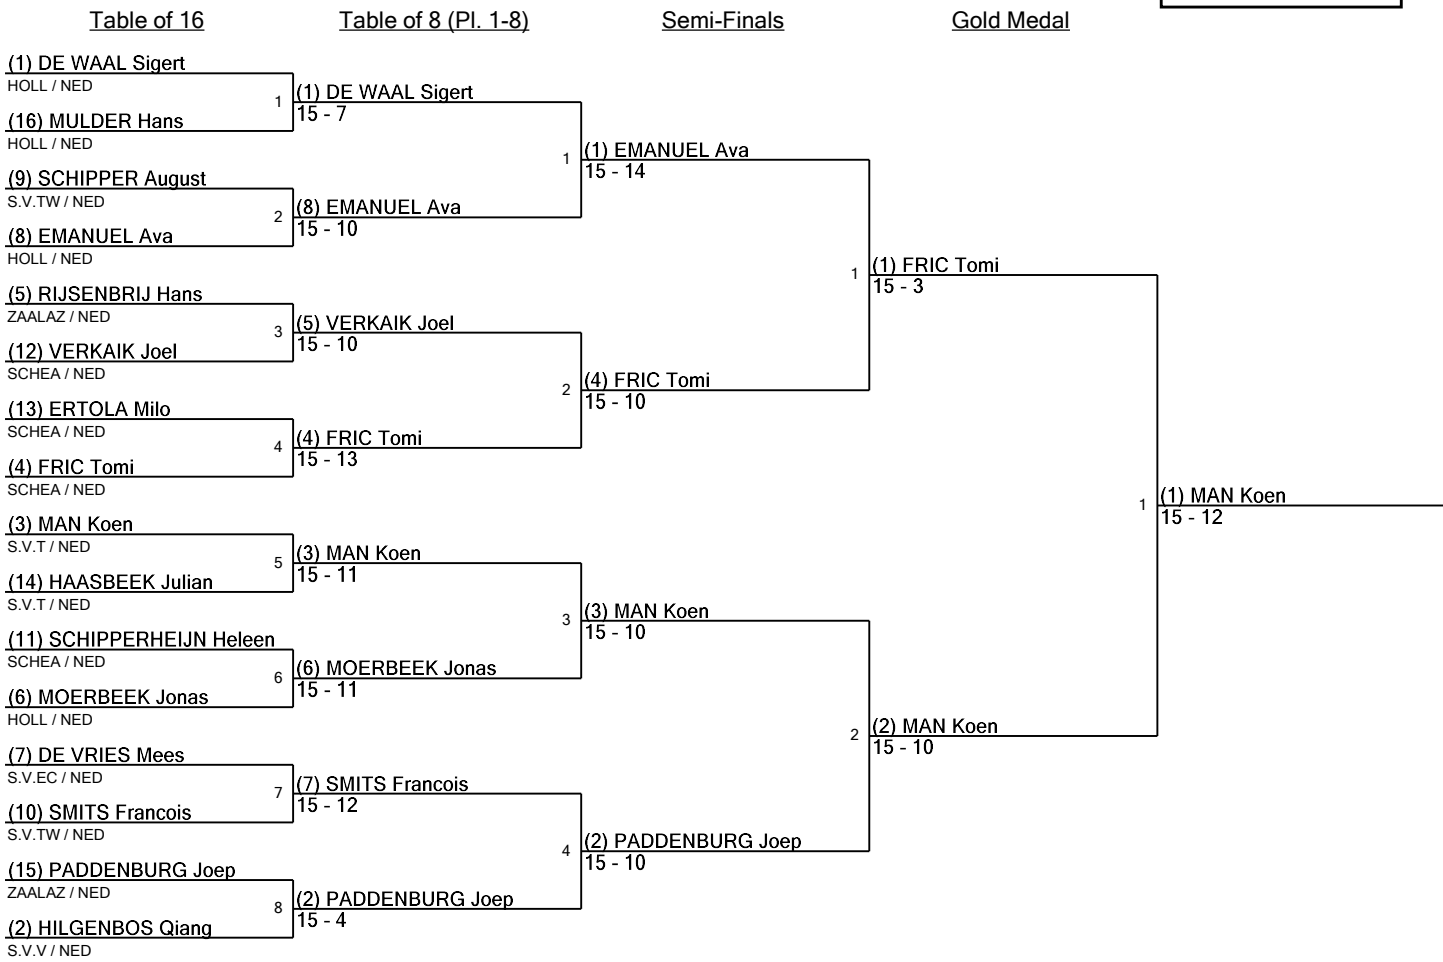 Table of 16
Table of 8 (Pl. 1-8)
Semi-Finals
Gold Medal
(1) DE WAAL Sigert
HOLL / NED
(16) MULDER Hans
HOLL / NED
(9) SCHIPPER August
S.V.TW / NED
(8) EMANUEL Ava
HOLL / NED
(5) RIJSENBRIJ Hans
ZAALAZ / NED
(12) VERKAIK Joel
SCHEA / NED
(13) ERTOLA Milo
SCHEA / NED
(4) FRIC Tomi
SCHEA / NED
(3) MAN Koen
S.V.T / NED
(14) HAASBEEK Julian
S.V.T / NED
(11) SCHIPPERHEIJN Heleen
SCHEA / NED
(6) MOERBEEK Jonas
HOLL / NED
(7) DE VRIES Mees
S.V.EC / NED
(10) SMITS Francois
S.V.TW / NED
(15) PADDENBURG Joep
ZAALAZ / NED
(2) HILGENBOS Qiang
S.V.V / NED
1
(1) DE WAAL Sigert
15 - 7
2
(8) EMANUEL Ava
15 - 10
3
(5) VERKAIK Joel
15 - 10
4
(4) FRIC Tomi
15 - 13
5
(3) MAN Koen
15 - 11
6
(6) MOERBEEK Jonas
15 - 11
7
(7) SMITS Francois
15 - 12
8
(2) PADDENBURG Joep
15 - 4
1
(1) EMANUEL Ava
15 - 14
2
(4) FRIC Tomi
15 - 10
3
(3) MAN Koen
15 - 10
4
(2) PADDENBURG Joep
15 - 10
1
(1) FRIC Tomi
15 - 3
2
(2) MAN Koen
15 - 10
1
(1) MAN Koen
15 - 12